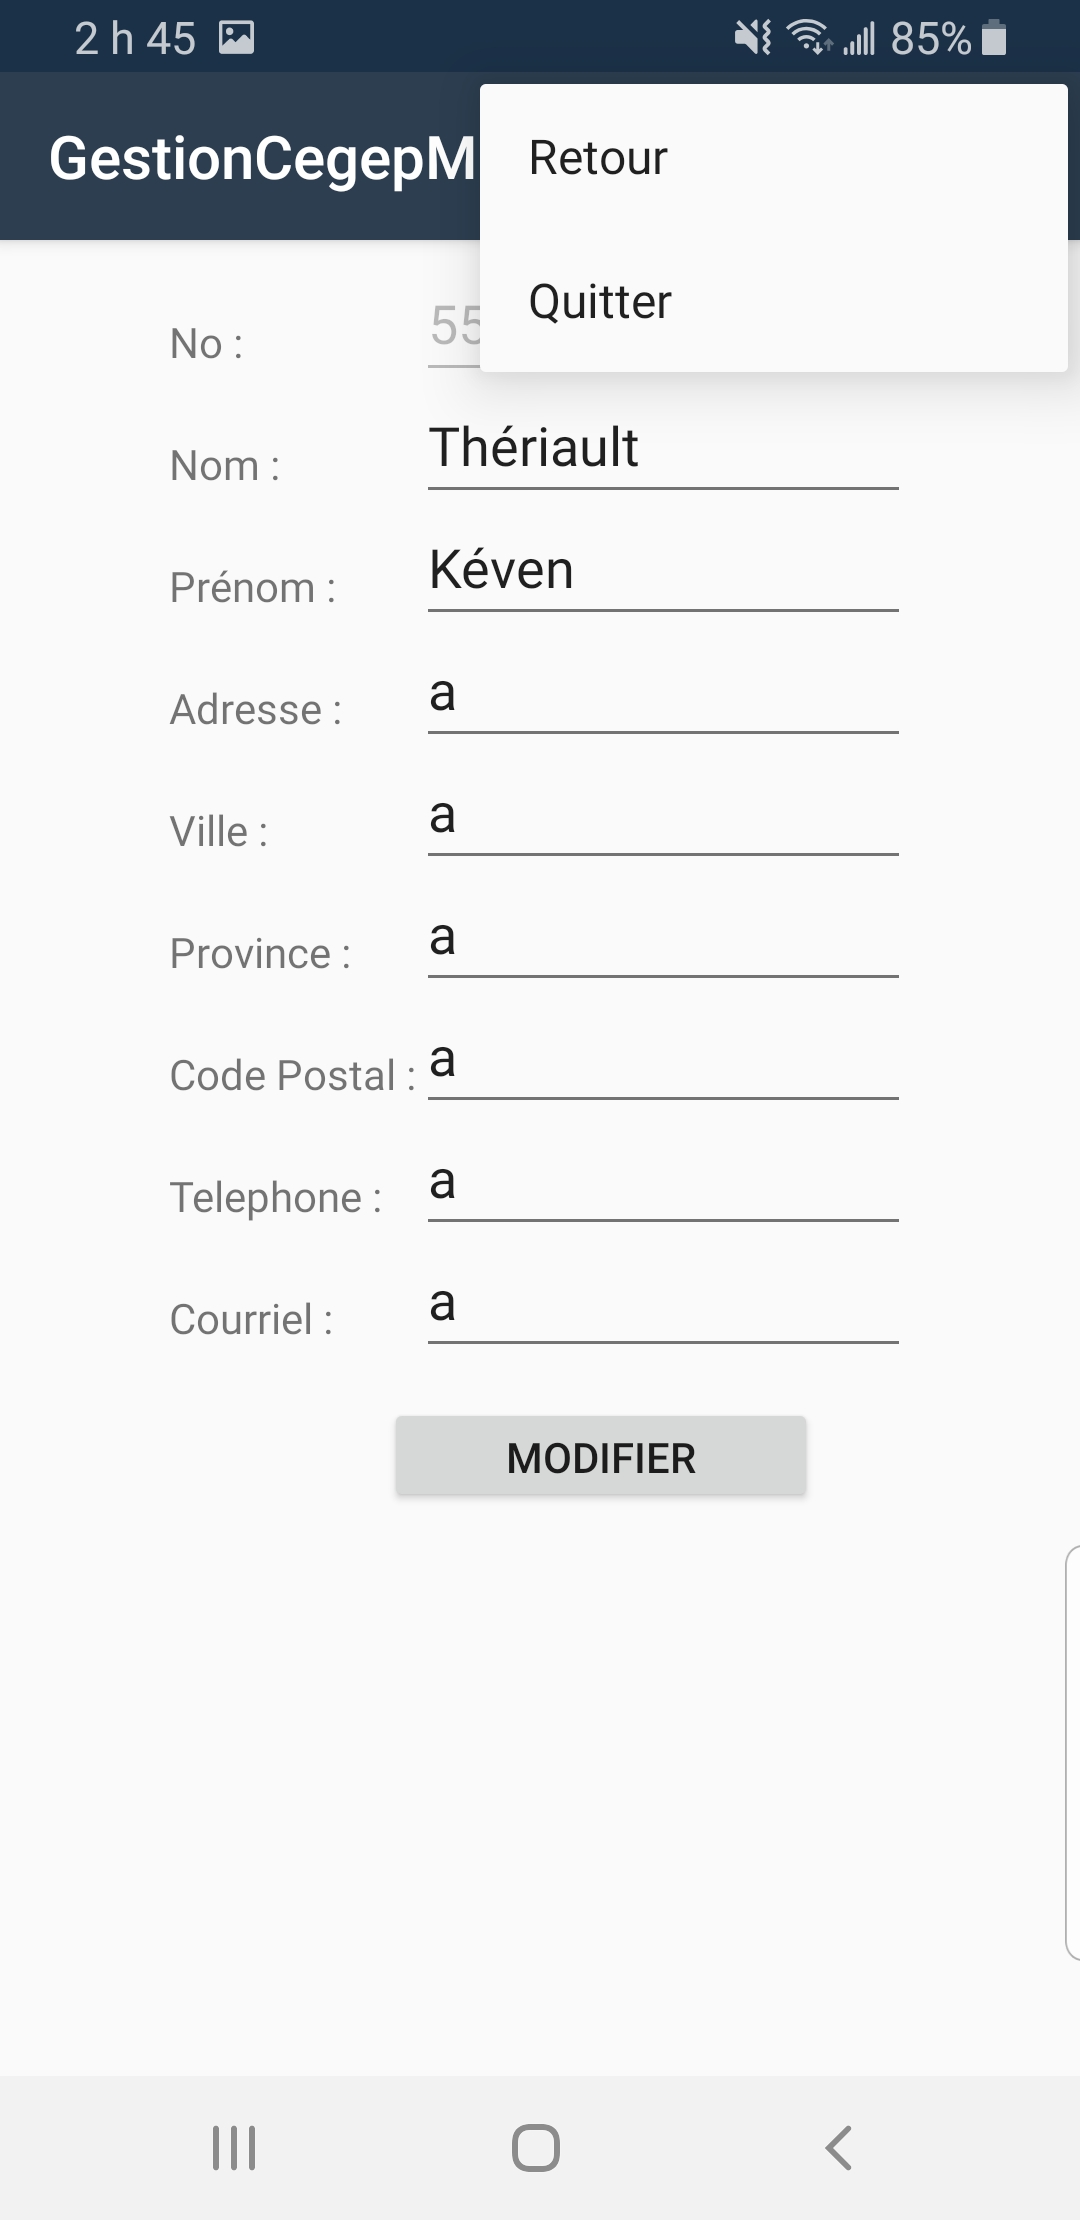 2 h 45 85%
GestionCegepM
Retour
Quitter
No : 55
Nom : Thériault
Prénom : Kéven
Adresse : a
Ville : a
Province : a
Code Postal : a
Telephone : a
Courriel : a
MODIFIER